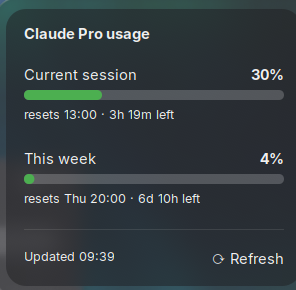 Claude Pro usage
Current session 30%
resets 13:00 · 3h 19m left
This week 4%
resets Thu 20:00 · 6d 10h left
Updated 09:39 ⟳ Refresh